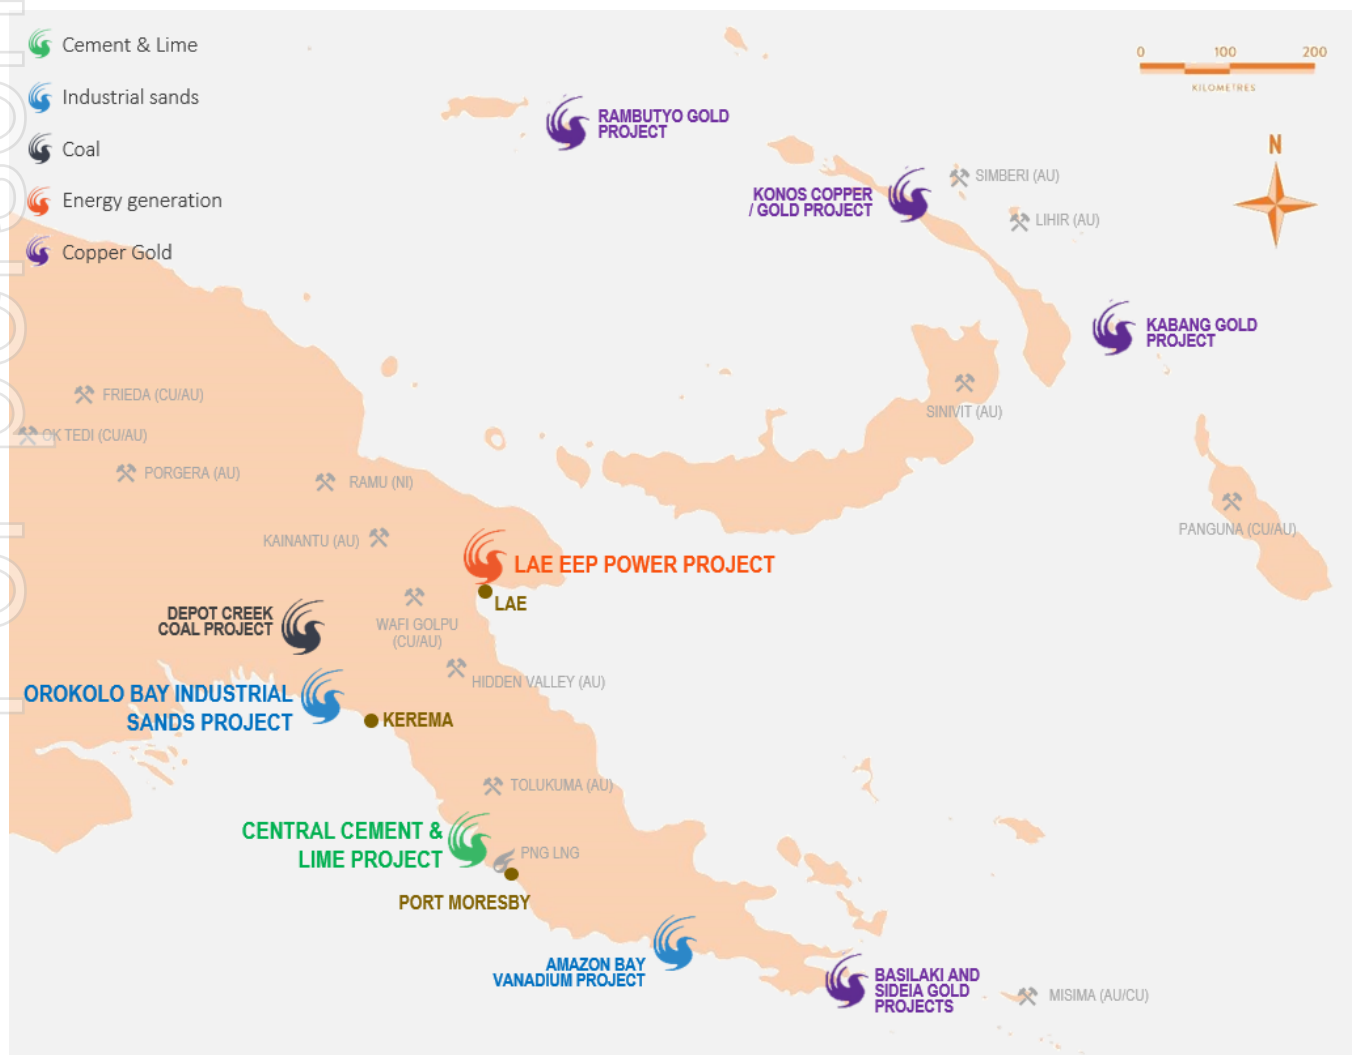 Cement & Lime
Industrial sands
Coal
Energy generation
Copper Gold
0 100 200
KILOMETRES
N
RAMBUTYO GOLD
PROJECT
KONOS COPPER
/ GOLD PROJECT
SIMBERI (AU)
LIHIR (AU)
KABANG GOLD
PROJECT
FRIEDA (CU/AU)
OK TEDI (CU/AU)
PORGERA (AU)
RAMU (NI)
SINIVIT (AU)
KAINANTU (AU)
PANGUNA (CU/AU)
LAE EEP POWER PROJECT
LAE
WAFI GOLPU
(CU/AU)
DEPOT CREEK
COAL PROJECT
HIDDEN VALLEY (AU)
OROKOLO BAY INDUSTRIAL
SANDS PROJECT
KEREMA
TOLUKUMA (AU)
CENTRAL CEMENT &
LIME PROJECT
PNG LNG
PORT MORESBY
AMAZON BAY
VANADIUM PROJECT
BASILAKI AND
SIDEIA GOLD
PROJECTS
MISIMA (AU/CU)